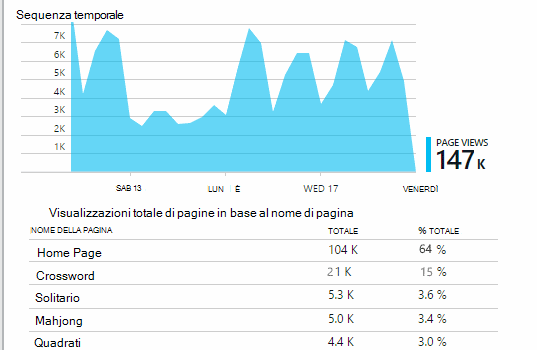 Sequenza temporale
7K
6K
5K
4K
3K
2K
1K
SAB 13
LUN È
WED 17
VENERDÌ
PAGE VIEWS
147 K
Visualizzazioni totale di pagine in base al nome di pagina
NOME DELLA PAGINA TOTALE % TOTALE
Home Page 104 K 64 %
Crossword 21 K 15 %
Solitario 5.3 K 3.6 %
Mahjong 5.0 K 3.4 %
Quadrati 4.4 K 3.0 %